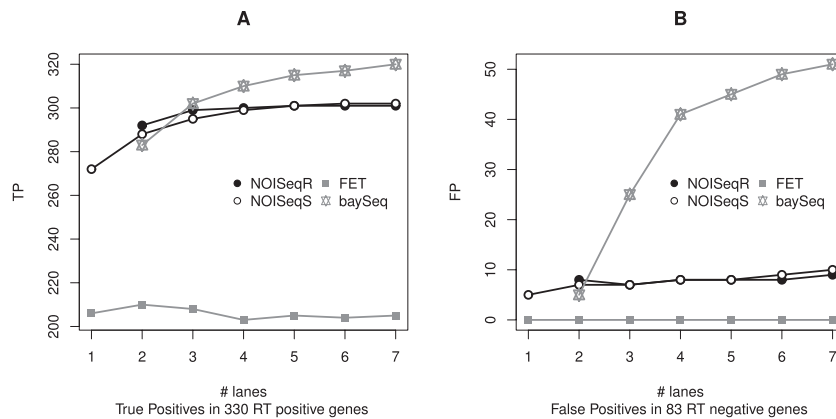 A
TP
320
300
280
260
240
220
200
NOISeqR
FET
NOISeqS
baySeq
1 2 3 4 5 6 7
# lanes
True Positives in 330 RT positive genes
B
FP
50
40
30
20
10
0
NOISeqR
FET
NOISeqS
baySeq
1 2 3 4 5 6 7
# lanes
False Positives in 83 RT negative genes